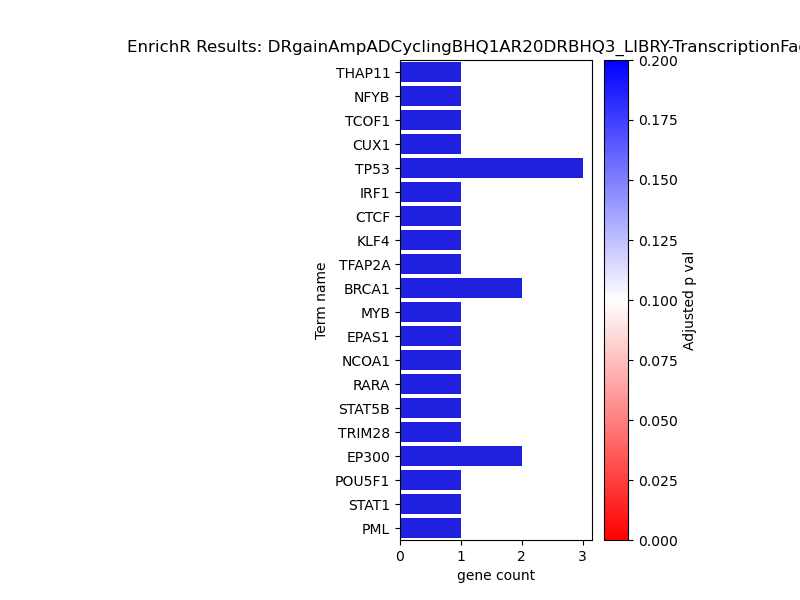 EnrichR Results: DRgainAmpADCyclingBHQ1AR20DRBHQ3_LIBRY-TranscriptionFa
THAP11
NFYB
TCOF1
CUX1
TP53
IRF1
CTCF
KLF4
TFAP2A
BRCA1
MYB
EPAS1
NCOA1
RARA
STAT5B
TRIM28
EP300
POU5F1
STAT1
PML
Term name
0 1 2 3
gene count
0.200
0.175
0.150
0.125
0.100
0.075
0.050
0.025
0.000
Adjusted p val